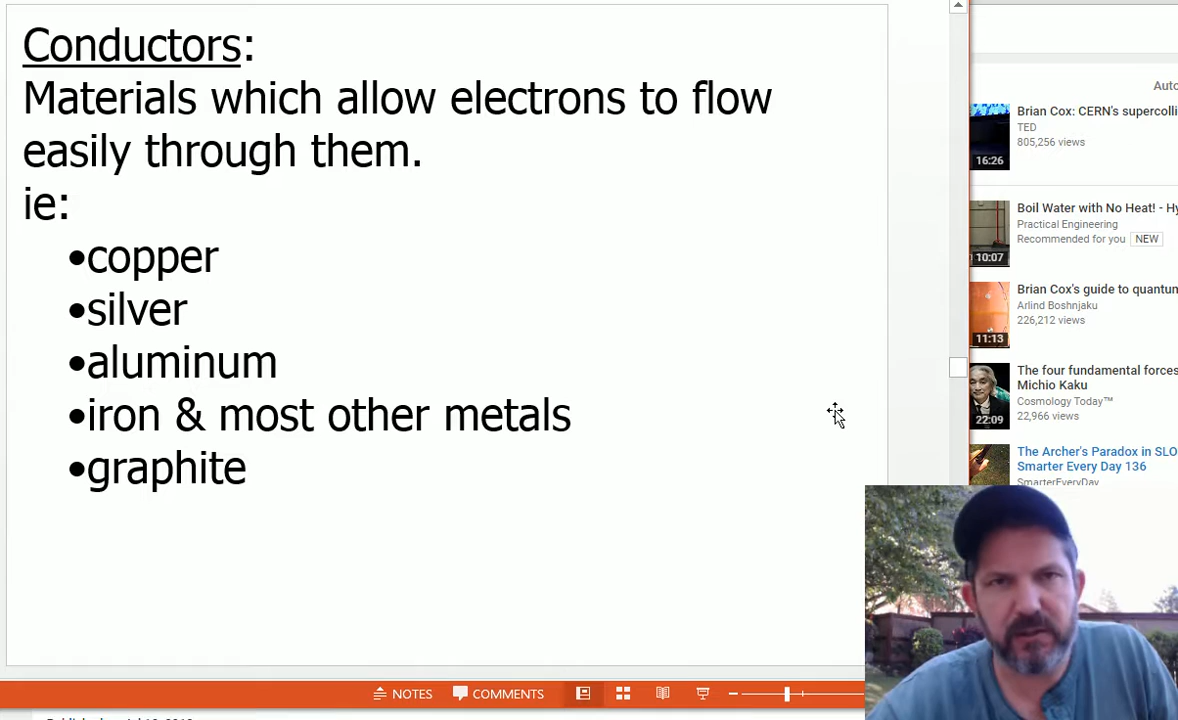 Conductors:
Materials which allow electrons to flow
easily through them.
ie:
•copper
•silver
•aluminum
•iron & most other metals
•graphite
NOTES
COMMENTS
Auto
Brian Cox: CERN's supercolli
TED
805,256 views
16:26
Boil Water with No Heat! - Hy
Practical Engineering
Recommended for you NEW
10:07
Brian Cox's guide to quantun
Arlind Boshnjaku
226,212 views
11:13
The four fundamental forces
Michio Kaku
Cosmology Today™
22,966 views
22:09
The Archer's Paradox in SLO
Smarter Every Day 136
SmarterEveryDay